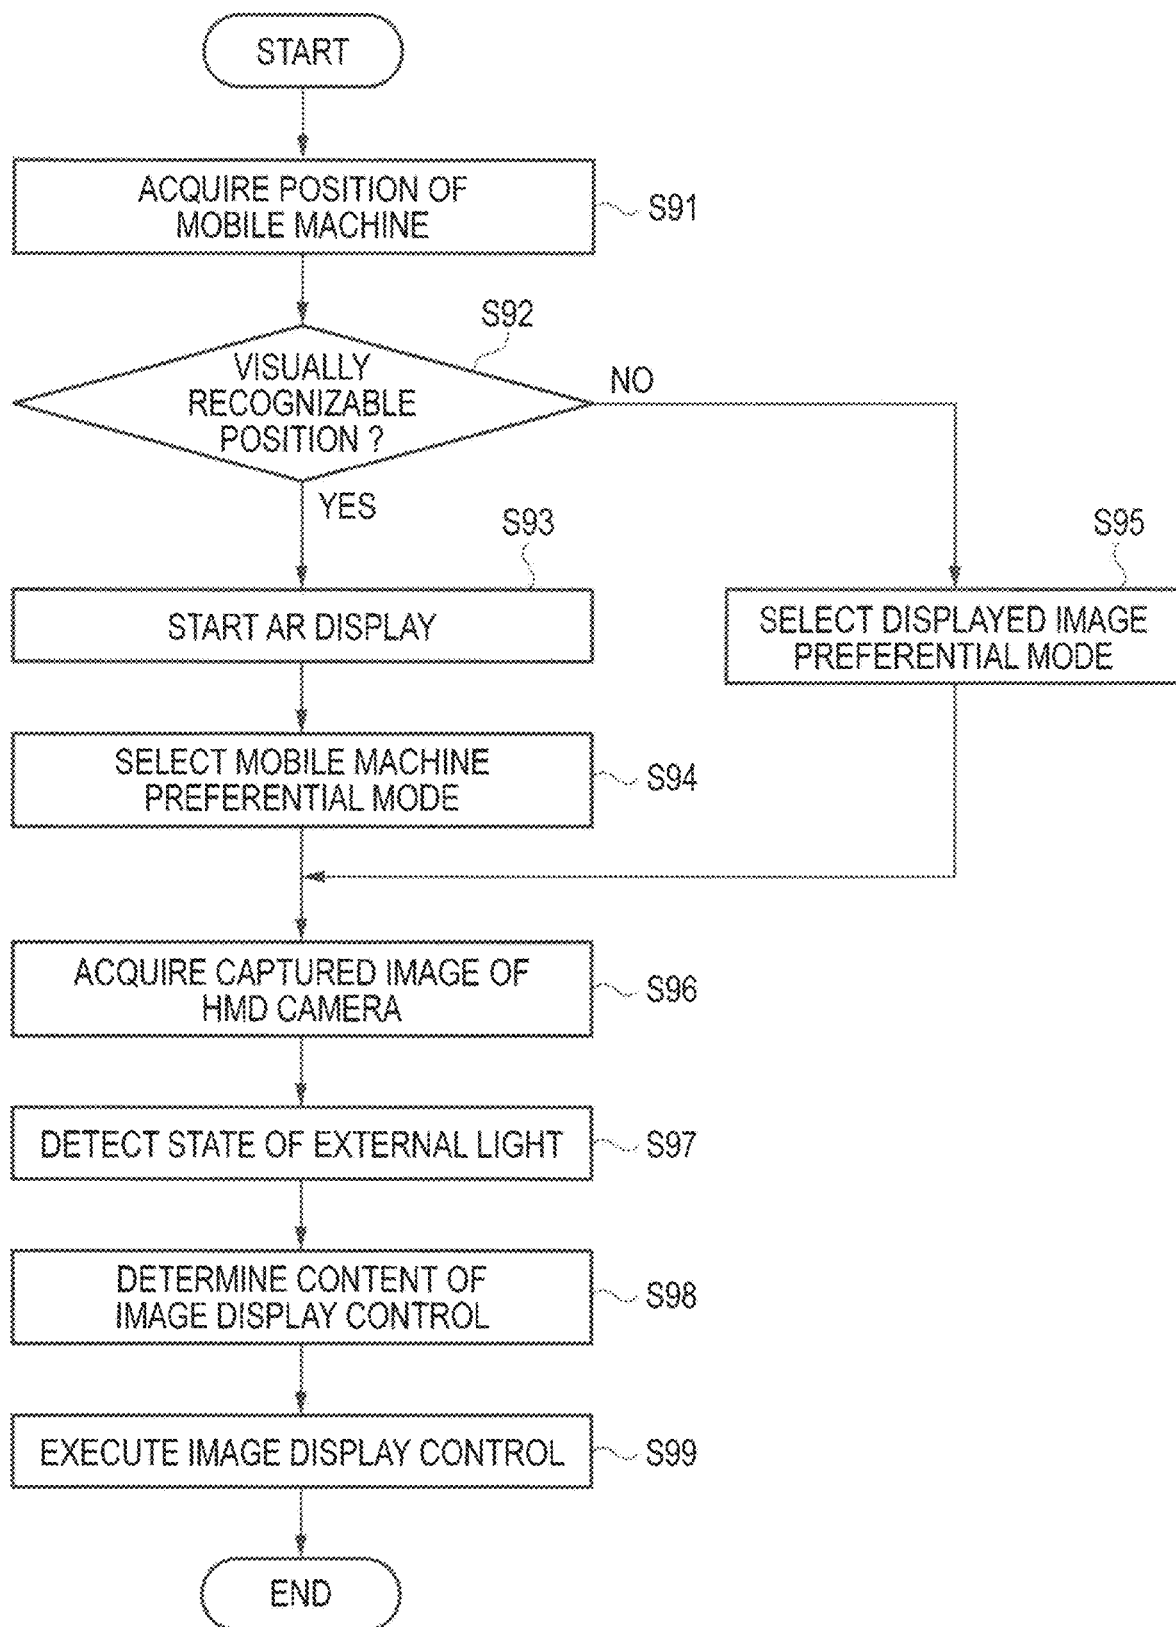 START
ACQUIRE POSITION OF
MOBILE MACHINE
S91
S92
VISUALLY
RECOGNIZABLE
POSITION ?
NO
YES
S93
START AR DISPLAY
S95
SELECT DISPLAYED IMAGE
PREFERENTIAL MODE
SELECT MOBILE MACHINE
PREFERENTIAL MODE
S94
ACQUIRE CAPTURED IMAGE OF
HMD CAMERA
S96
DETECT STATE OF EXTERNAL LIGHT
S97
DETERMINE CONTENT OF
IMAGE DISPLAY CONTROL
S98
EXECUTE IMAGE DISPLAY CONTROL
S99
END